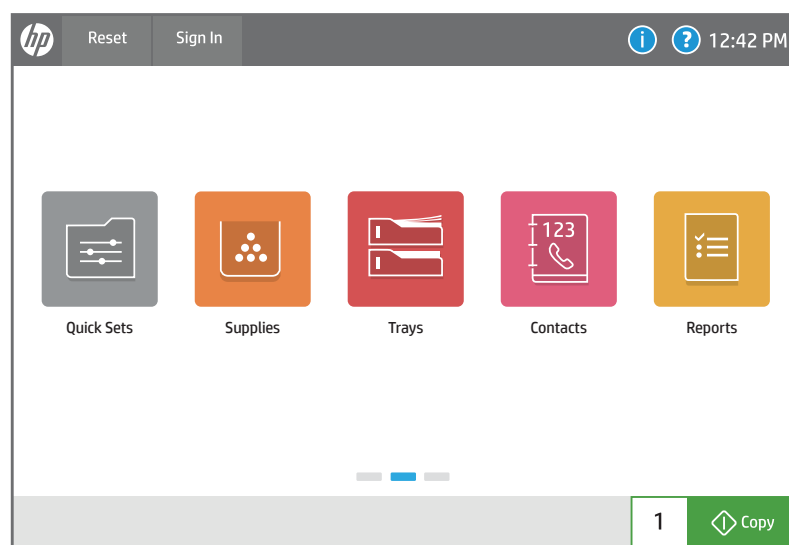 hp Reset Sign In i ? 12:42 PM
123
Quick Sets Supplies Trays Contacts Reports
1 Copy